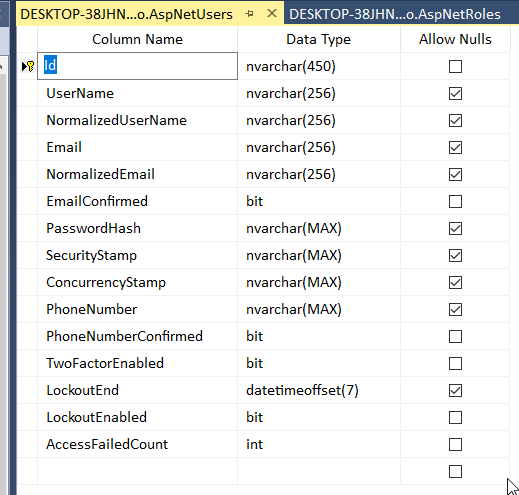 DESKTOP-38JHN...o.AspNetUsers DESKTOP-38JHN...o.AspNetRoles
Column Name Data Type Allow Nulls
Id nvarchar(450)
UserName nvarchar(256)
NormalizedUserName nvarchar(256)
Email nvarchar(256)
NormalizedEmail nvarchar(256)
EmailConfirmed bit
PasswordHash nvarchar(MAX)
SecurityStamp nvarchar(MAX)
ConcurrencyStamp nvarchar(MAX)
PhoneNumber nvarchar(MAX)
PhoneNumberConfirmed bit
TwoFactorEnabled bit
LockoutEnd datetimeoffset(7)
LockoutEnabled bit
AccessFailedCount int